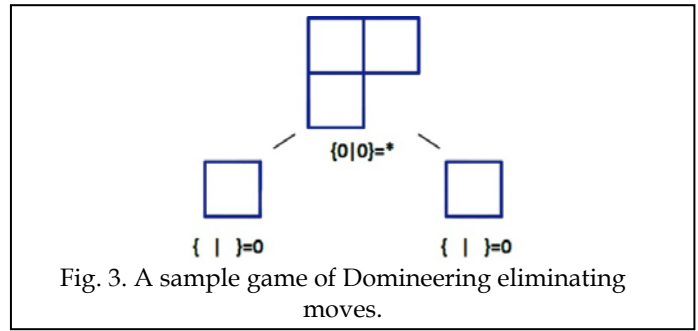 {0|0}=*
{ | }=0
{ | }=0
Fig. 3. A sample game of Domineering eliminating
moves.